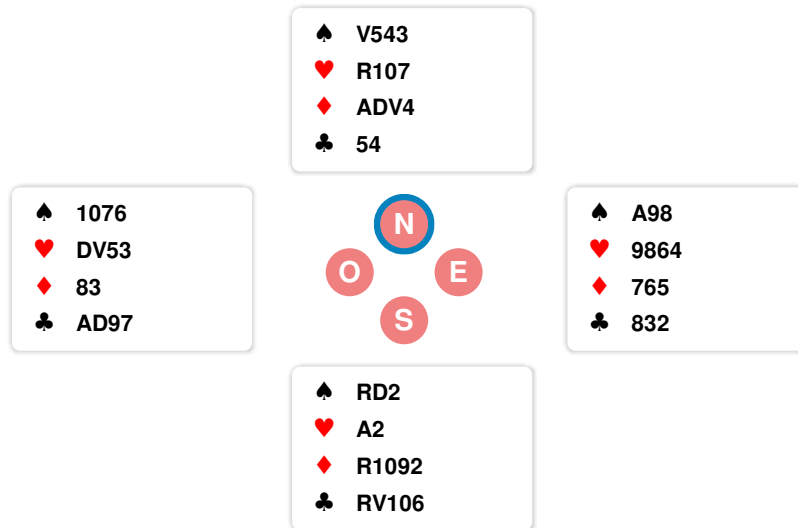 ♠ V543
♥ R107
♦ ADV4
♣ 54
♠ 1076
♥ DV53
♦ 83
♣ AD97
N
O E
S
♠ A98
♥ 9864
♦ 765
♣ 832
♠ RD2
♥ A2
♦ R1092
♣ RV106